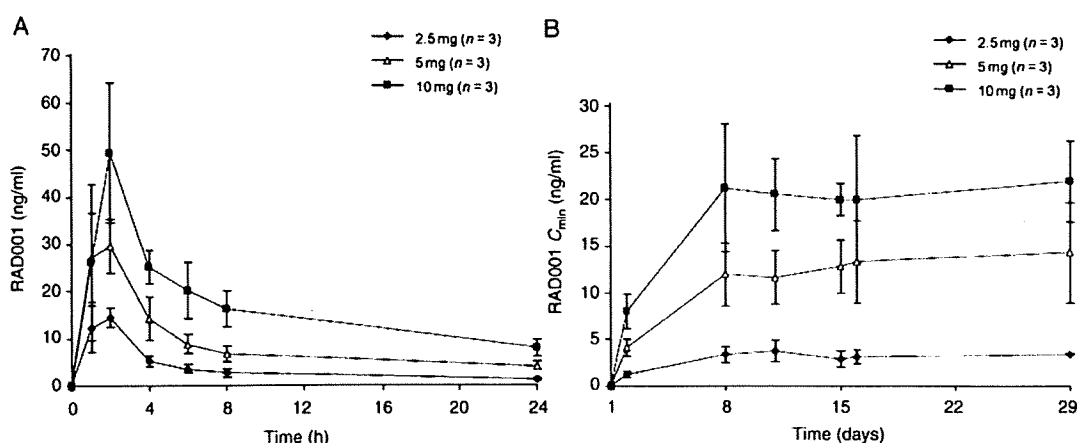 A
2.5 mg (n = 3)
5 mg (n = 3)
10 mg (n = 3)
70
60
50
40
30
20
10
0
RAD001 (ng/ml)
0 4 8 12 16 20 24
Time (h)
B
2.5 mg (n = 3)
5 mg (n = 3)
10 mg (n = 3)
30
25
20
15
10
5
0
RAD001 Cmin (ng/ml)
1 8 15 22 29
Time (days)